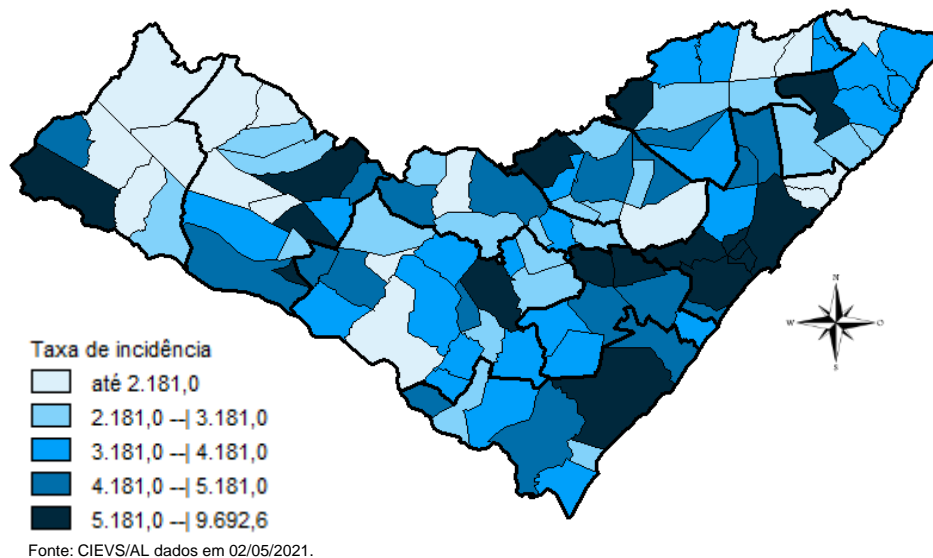 N
W O
S
Taxa de incidência
até 2.181,0
2.181,0 --| 3.181,0
3.181,0 --| 4.181,0
4.181,0 --| 5.181,0
5.181,0 --| 9.692,6
Fonte: CIEVS/AL dados em 02/05/2021.